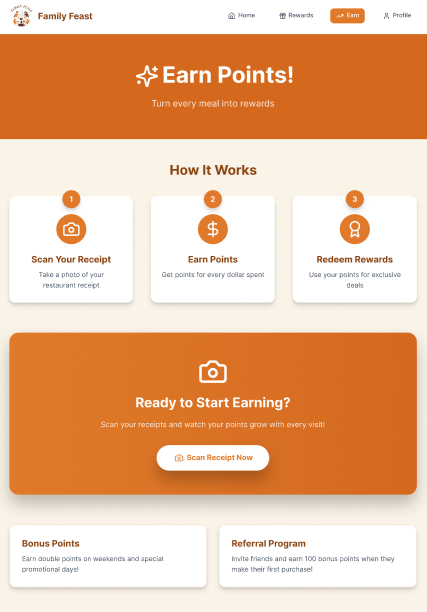 FAMILY FEAST
Family Feast
Home
Rewards
Earn
Profile
Earn Points!
Turn every meal into rewards
How It Works
1
2
3
Scan Your Receipt
Earn Points
Redeem Rewards
Take a photo of your
restaurant receipt
Get points for every dollar spent
Use your points for exclusive
deals
Ready to Start Earning?
Scan your receipts and watch your points grow with every visit!
Scan Receipt Now
Bonus Points
Earn double points on weekends and special
promotional days!
Referral Program
Invite friends and earn 100 bonus points when they
make their first purchase!